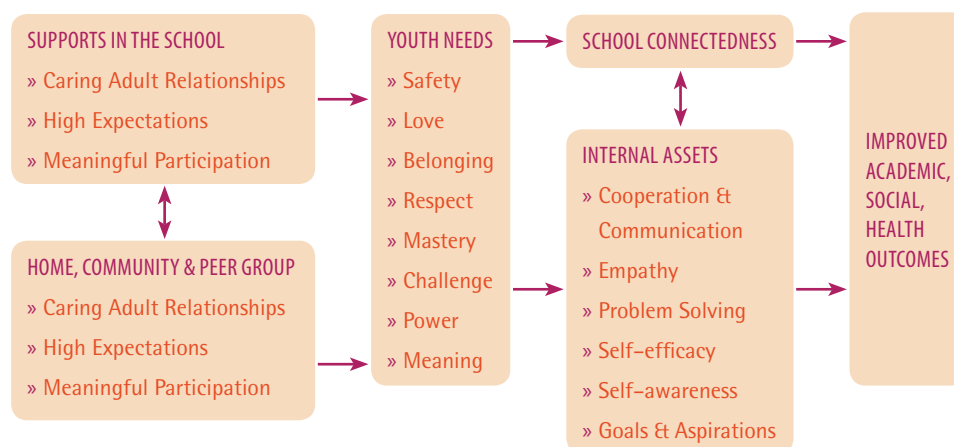 SUPPORTS IN THE SCHOOL
» Caring Adult Relationships
» High Expectations
» Meaningful Participation
HOME, COMMUNITY & PEER GROUP
» Caring Adult Relationships
» High Expectations
» Meaningful Participation
YOUTH NEEDS
» Safety
» Love
» Belonging
» Respect
» Mastery
» Challenge
» Power
» Meaning
SCHOOL CONNECTEDNESS
INTERNAL ASSETS
» Cooperation &
Communication
» Empathy
» Problem Solving
» Self-efficacy
» Self-awareness
» Goals & Aspirations
IMPROVED
ACADEMIC,
SOCIAL,
HEALTH
OUTCOMES